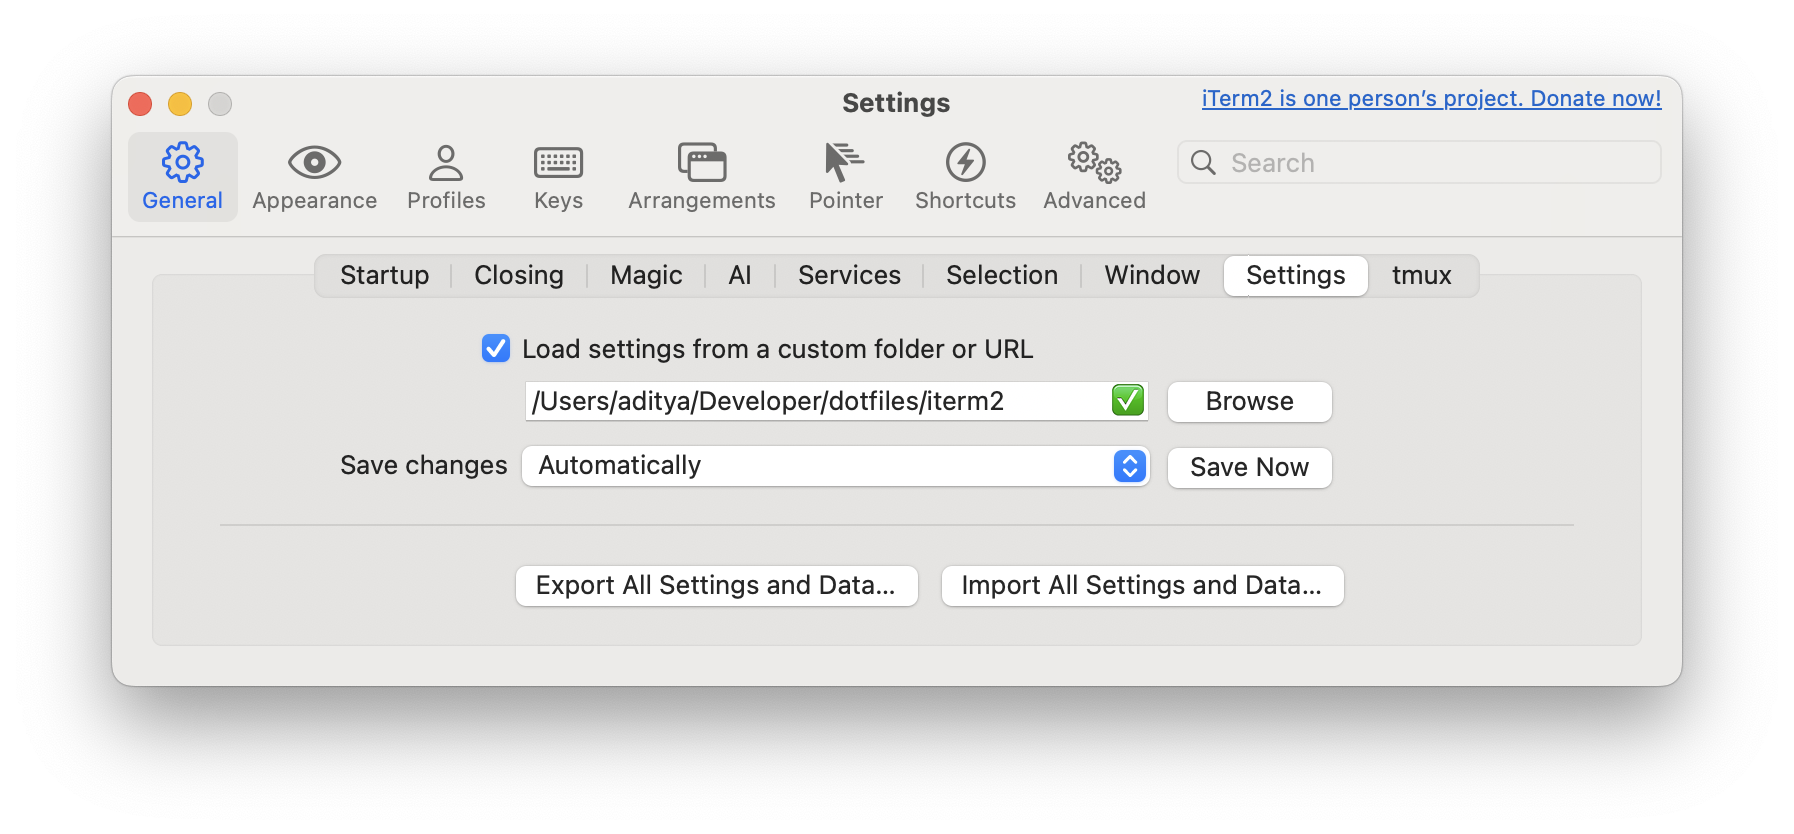 Settings
iTerm2 is one person's project. Donate now!
General Appearance Profiles Keys Arrangements Pointer Shortcuts Advanced
Search
Startup Closing Magic AI Services Selection Window Settings tmux
Load settings from a custom folder or URL
/Users/aditya/Developer/dotfiles/iterm2
Browse
Save changes
Automatically
Save Now
Export All Settings and Data...
Import All Settings and Data...